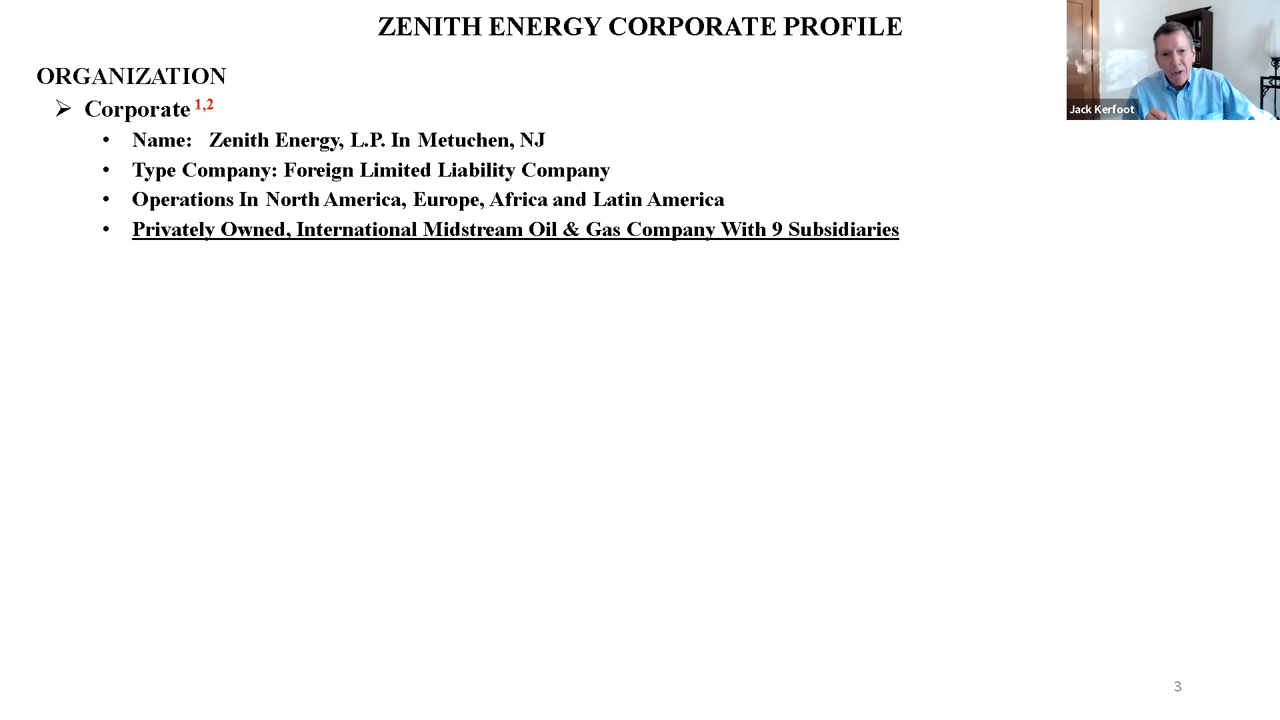 ZENITH ENERGY CORPORATE PROFILE
Jack Kerfoot
ORGANIZATION
➢ Corporate 1,2
• Name: Zenith Energy, L.P. In Metuchen, NJ
• Type Company: Foreign Limited Liability Company
• Operations In North America, Europe, Africa and Latin America
• Privately Owned, International Midstream Oil & Gas Company With 9 Subsidiaries
3